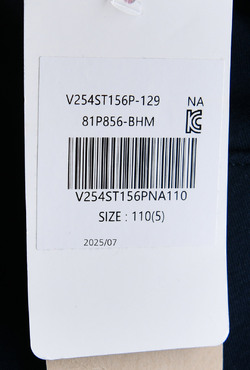 V254ST156P-129 NA
81P856-BHM
V254ST156PNA110
SIZE : 110(5)
2025/07